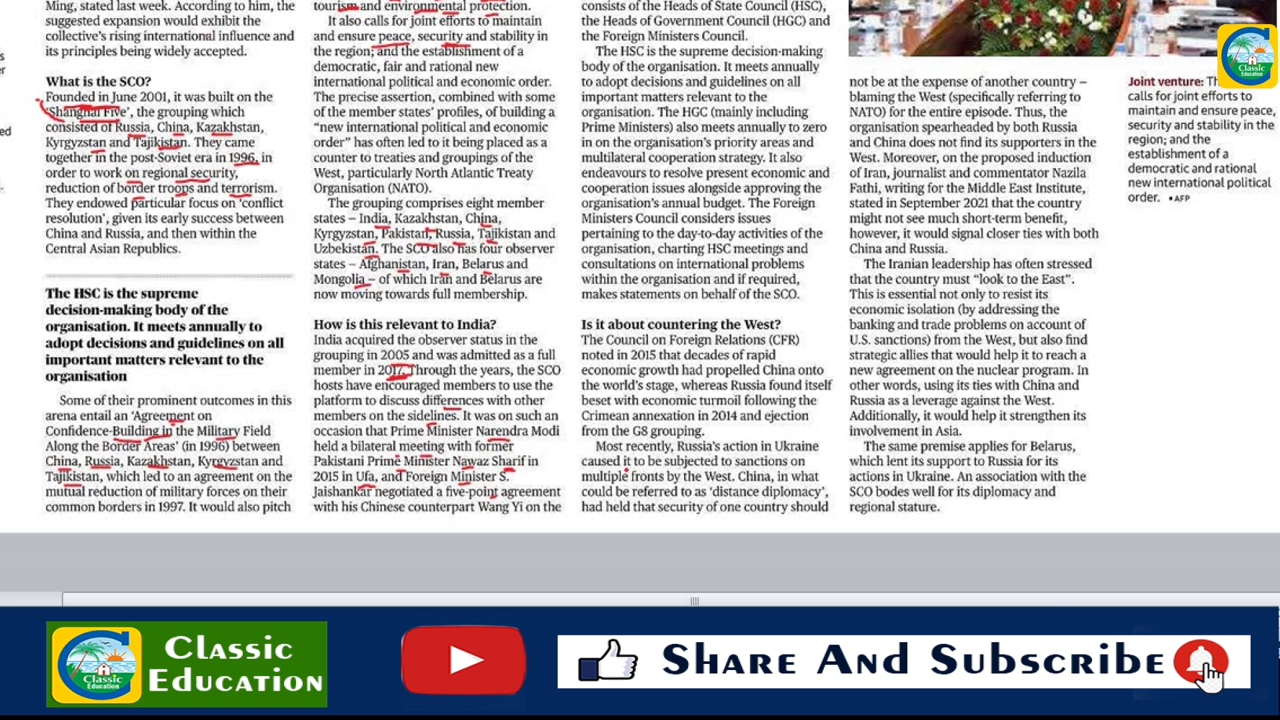 Ming, stated last week. According to him, the
suggested expansion would exhibit the
collective's rising international influence and
its principles being widely accepted.
What is the SCO?
Founded in June 2001, it was built on the
'Shanghai Five', the grouping which
consisted of Russia, China, Kazakhstan,
Kyrgyzstan and Tajikistan. They came
together in the post-Soviet era in 1996, in
order to work on regional security,
reduction of border troops and terrorism.
They endowed particular focus on 'conflict
resolution', given its early success between
China and Russia, and then within the
Central Asian Republics.
The HSC is the supreme
decision-making body of the
organisation. It meets annually to
adopt decisions and guidelines on all
important matters relevant to the
organisation
Some of their prominent outcomes in this
arena entail an 'Agreement on
Confidence-Building in the Military Field
Along the Border Areas' (in 1996) between
China, Russia, Kazakhstan, Kyrgyzstan and
Tajikistan, which led to an agreement on the
mutual reduction of military forces on their
common borders in 1997. It would also pitch
tourism and environmental protection.
It also calls for joint efforts to maintain
and ensure peace, security and stability in
the region; and the establishment of a
democratic, fair and rational new
international political and economic order.
The precise assertion, combined with some
of the member states' profiles, of building a
"new international political and economic
order" has often led to it being placed as a
counter to treaties and groupings of the
West, particularly North Atlantic Treaty
Organisation (NATO).
The grouping comprises eight member
states – India, Kazakhstan, China,
Kyrgyzstan, Pakistan, Russia, Tajikistan and
Uzbekistan. The SCO also has four observer
states – Afghanistan, Iran, Belarus and
Mongolia – of which Iran and Belarus are
now moving towards full membership.
How is this relevant to India?
India acquired the observer status in the
grouping in 2005 and was admitted as a full
member in 2017. Through the years, the SCO
hosts have encouraged members to use the
platform to discuss differences with other
members on the sidelines. It was on such an
occasion that Prime Minister Narendra Modi
held a bilateral meeting with former
Pakistani Prime Minister Nawaz Sharif in
2015 in Ufa, and Foreign Minister S.
Jaishankar negotiated a five-point agreement
with his Chinese counterpart Wang Yi on the
consists of the Heads of State Council (HSC),
the Heads of Government Council (HGC) and
the Foreign Ministers Council.
The HSC is the supreme decision-making
body of the organisation. It meets annually
to adopt decisions and guidelines on all
important matters relevant to the
organisation. The HGC (mainly including
Prime Ministers) also meets annually to zero
in on the organisation's priority areas and
multilateral cooperation strategy. It also
endeavours to resolve present economic and
cooperation issues alongside approving the
organisation's annual budget. The Foreign
Ministers Council considers issues
pertaining to the day-to-day activities of the
organisation, charting HSC meetings and
consultations on international problems
within the organisation and if required,
makes statements on behalf of the SCO.
Is it about countering the West?
The Council on Foreign Relations (CFR)
noted in 2015 that decades of rapid
economic growth had propelled China onto
the world's stage, whereas Russia found itself
beset with economic turmoil following the
Crimean annexation in 2014 and ejection
from the G8 grouping.
Most recently, Russia's action in Ukraine
caused it to be subjected to sanctions on
multiple fronts by the West. China, in what
could be referred to as 'distance diplomacy',
had held that security of one country should
not be at the expense of another country –
blaming the West (specifically referring to
NATO) for the entire episode. Thus, the
organisation spearheaded by both Russia
and China does not find its supporters in the
West. Moreover, on the proposed induction
of Iran, journalist and commentator Nazila
Fathi, writing for the Middle East Institute,
stated in September 2021 that the country
might not see much short-term benefit,
however, it would signal closer ties with both
China and Russia.
The Iranian leadership has often stressed
that the country must "look to the East".
This is essential not only to resist its
economic isolation (by addressing the
banking and trade problems on account of
U.S. sanctions) from the West, but also find
strategic allies that would help it to reach a
new agreement on the nuclear program. In
other words, using its ties with China and
Russia as a leverage against the West.
Additionally, it would help it strengthen its
involvement in Asia.
The same premise applies for Belarus,
which lent its support to Russia for its
actions in Ukraine. An association with the
SCO bodes well for its diplomacy and
regional stature.
Joint venture:
calls for joint efforts to
maintain and ensure peace,
security and stability in the
region; and the
establishment of a
democratic and rational
new international political
order. • AFP
Classic
Education
Classic
Education
Classic
Education
Share And Subscribe